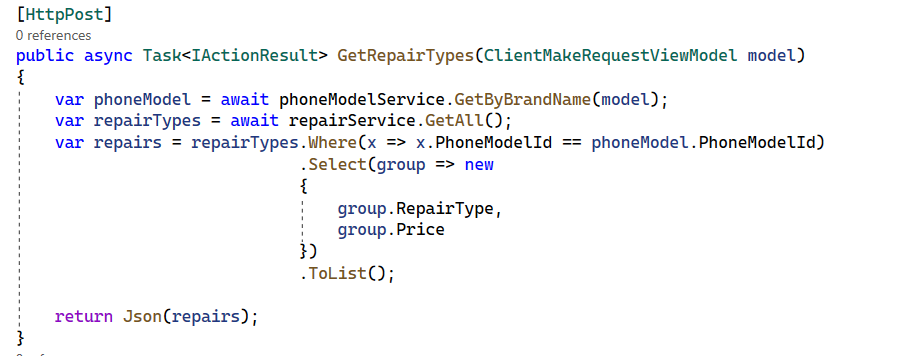 [HttpPost]
0 references
public async Task<IActionResult> GetRepairTypes(ClientMakeRequestViewModel model)
{
var phoneModel = await phoneModelService.GetByBrandName(model);
var repairTypes = await repairService.GetAll();
var repairs = repairTypes.Where(x => x.PhoneModelId == phoneModel.PhoneModelId)
.Select(group => new
{
group.RepairType,
group.Price
})
.ToList();
return Json(repairs);
}